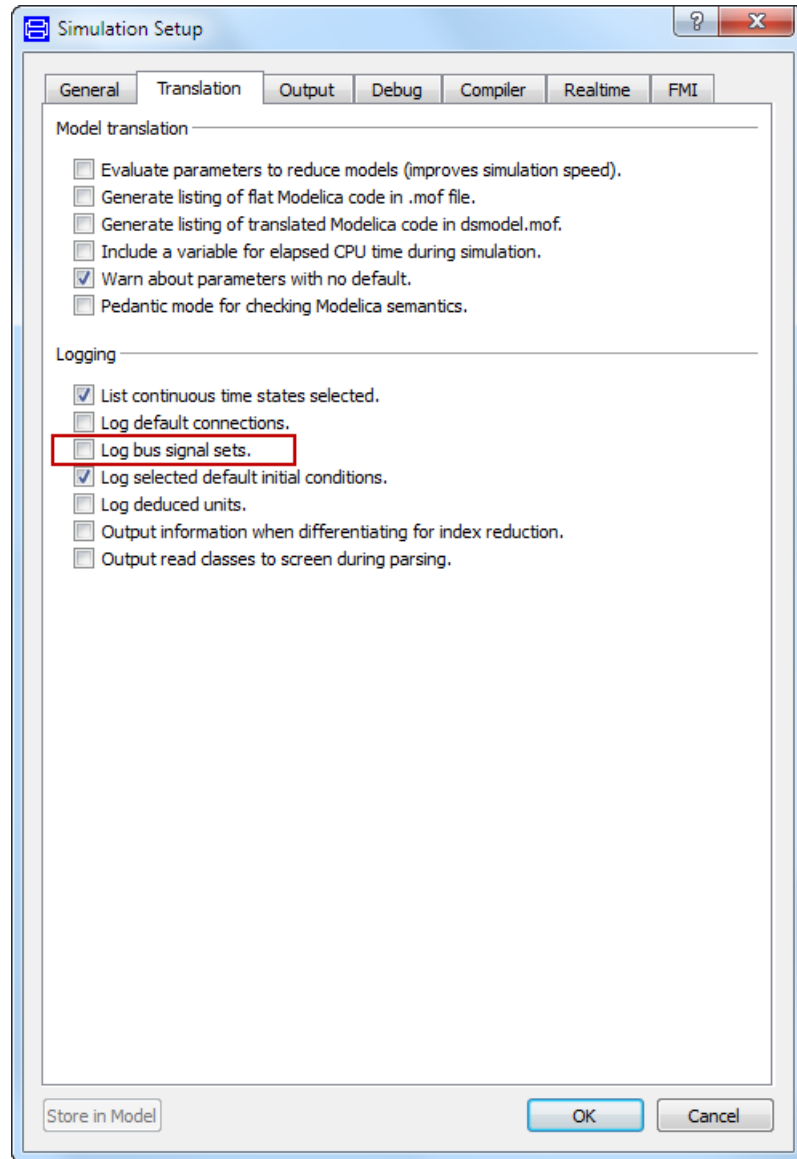 Simulation Setup
General Translation Output Debug Compiler Realtime FMI
Model translation
Evaluate parameters to reduce models (improves simulation speed).
Generate listing of flat Modelica code in .mof file.
Generate listing of translated Modelica code in dsmodel.mof.
Include a variable for elapsed CPU time during simulation.
Warn about parameters with no default.
Pedantic mode for checking Modelica semantics.
Logging
List continuous time states selected.
Log default connections.
Log bus signal sets.
Log selected default initial conditions.
Log deduced units.
Output information when differentiating for index reduction.
Output read classes to screen during parsing.
Store in Model OK Cancel